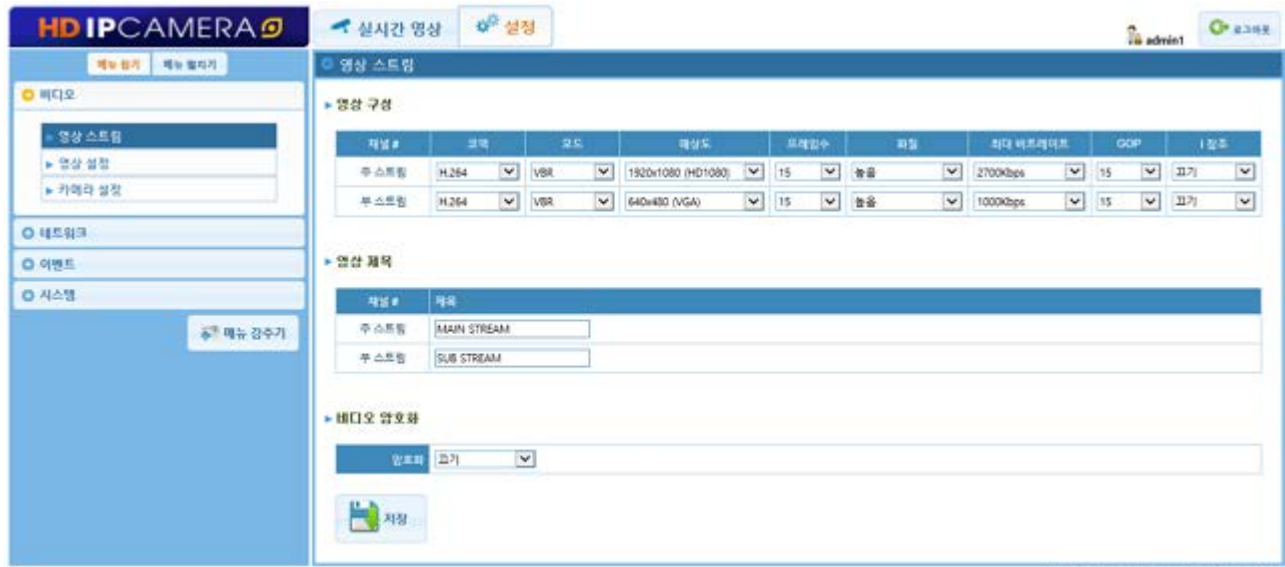 HD IPCAMERA
실시간 영상
설정
admin1
로그아웃
메뉴 접기 메뉴 펼치기
영상 스트림
비디오
영상 스트림
영상 설정
카메라 설정
네트워크
이벤트
시스템
메뉴 감추기
영상 구성
채널 # 코덱 모드 해상도 프레임수 화질 최대 비트레이트 GOP I 참조
주 스트림 H.264 VBR 1920x1080 (HD1080) 15 높음 2700Kbps 15 끄기
부 스트림 H.264 VBR 640x480 (VGA) 15 높음 1000Kbps 15 끄기
영상 제목
채널 # 제목
주 스트림 MAIN STREAM
부 스트림 SUB STREAM
비디오 암호화
암호화 끄기
저장